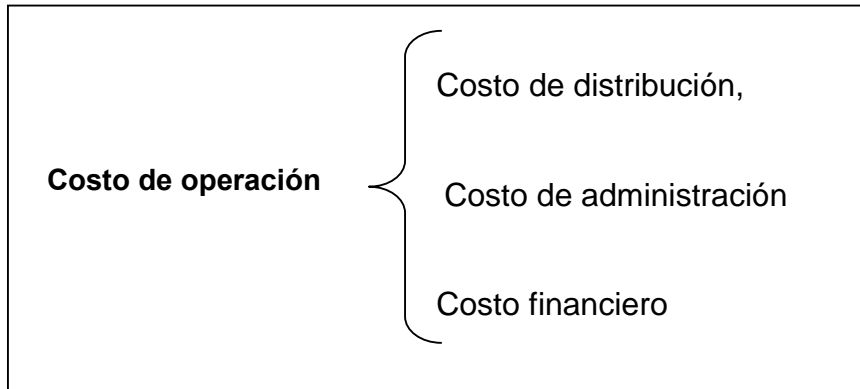 Costo de distribución,
Costo de operación
Costo de administración
Costo financiero